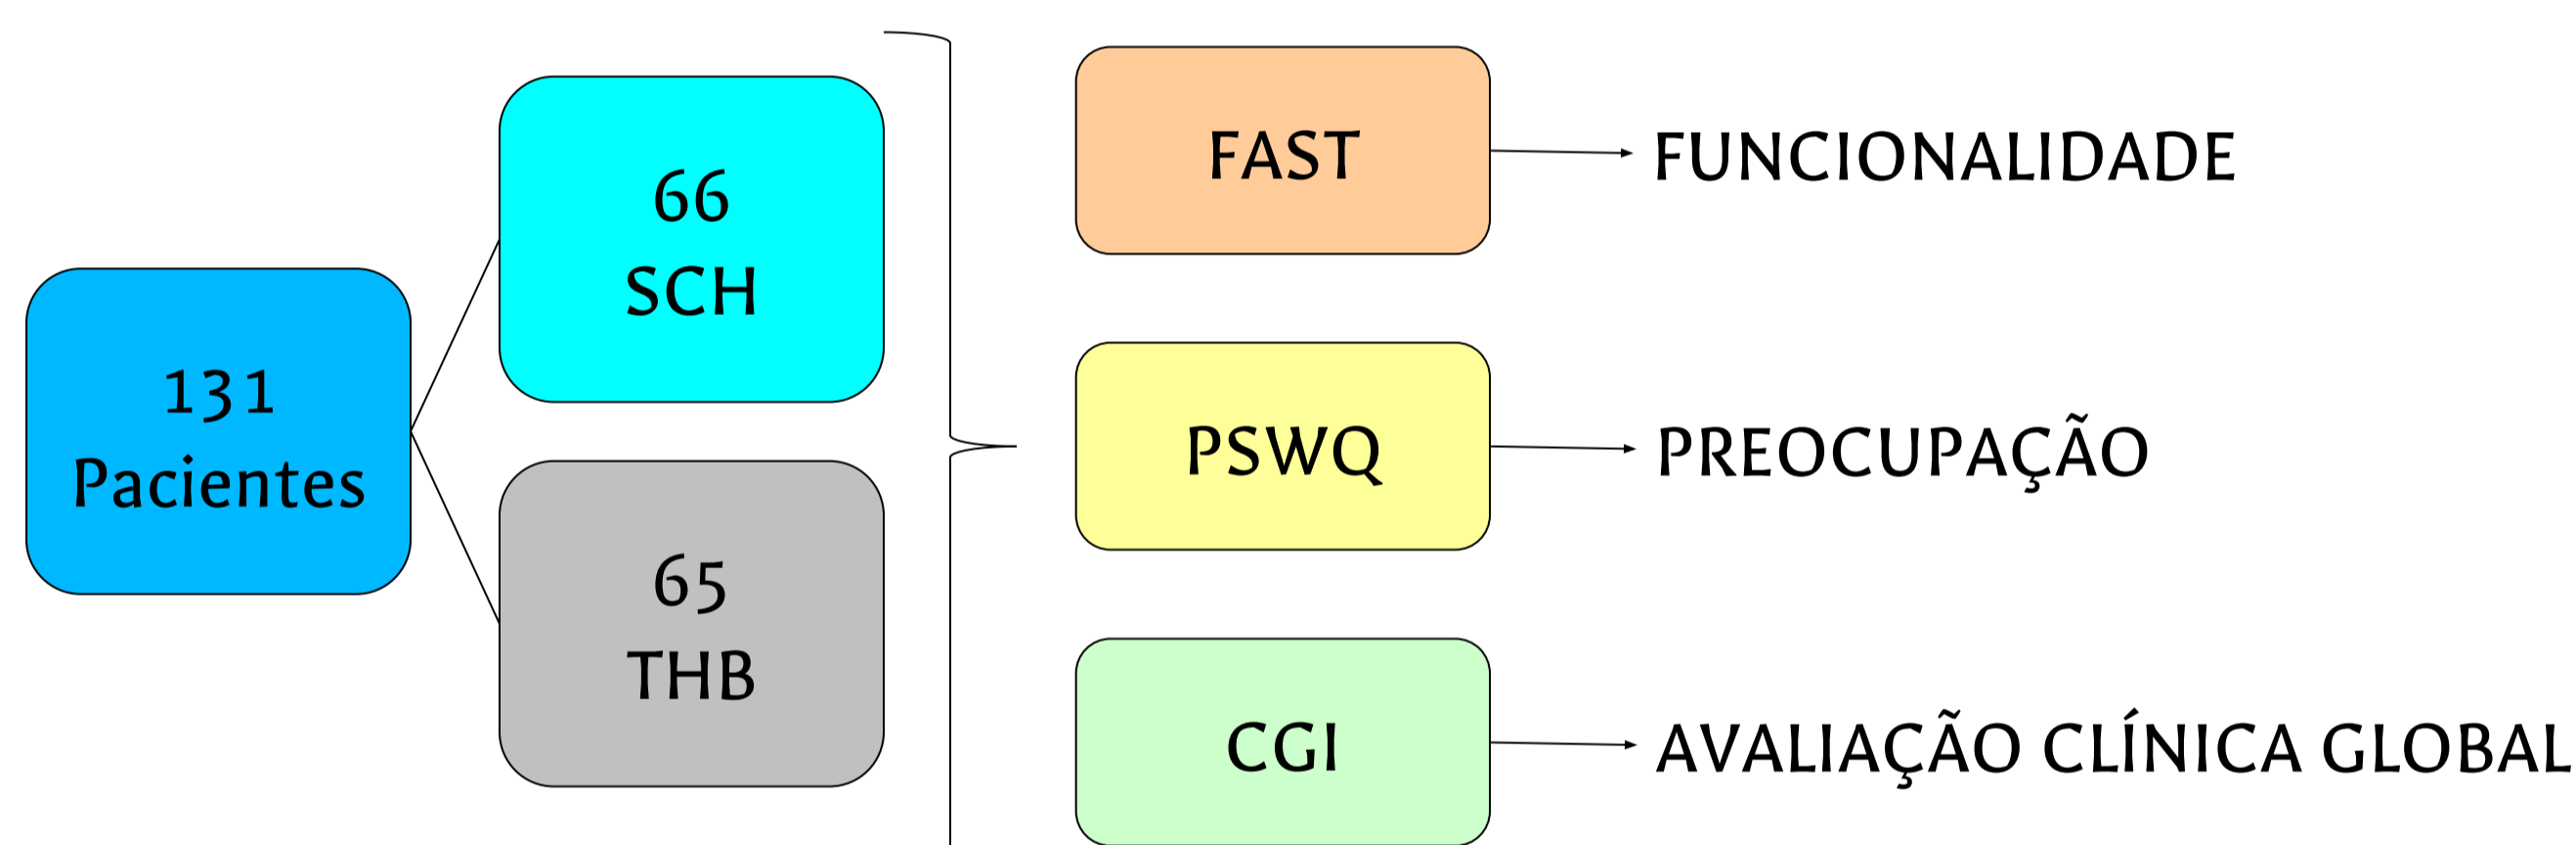 131
Pacientes
66
SCH
65
THB
FAST
FUNCIONALIDADE
PSWQ
PREOCUPAÇÃO
CGI
AVALIAÇÃO CLÍNICA GLOBAL